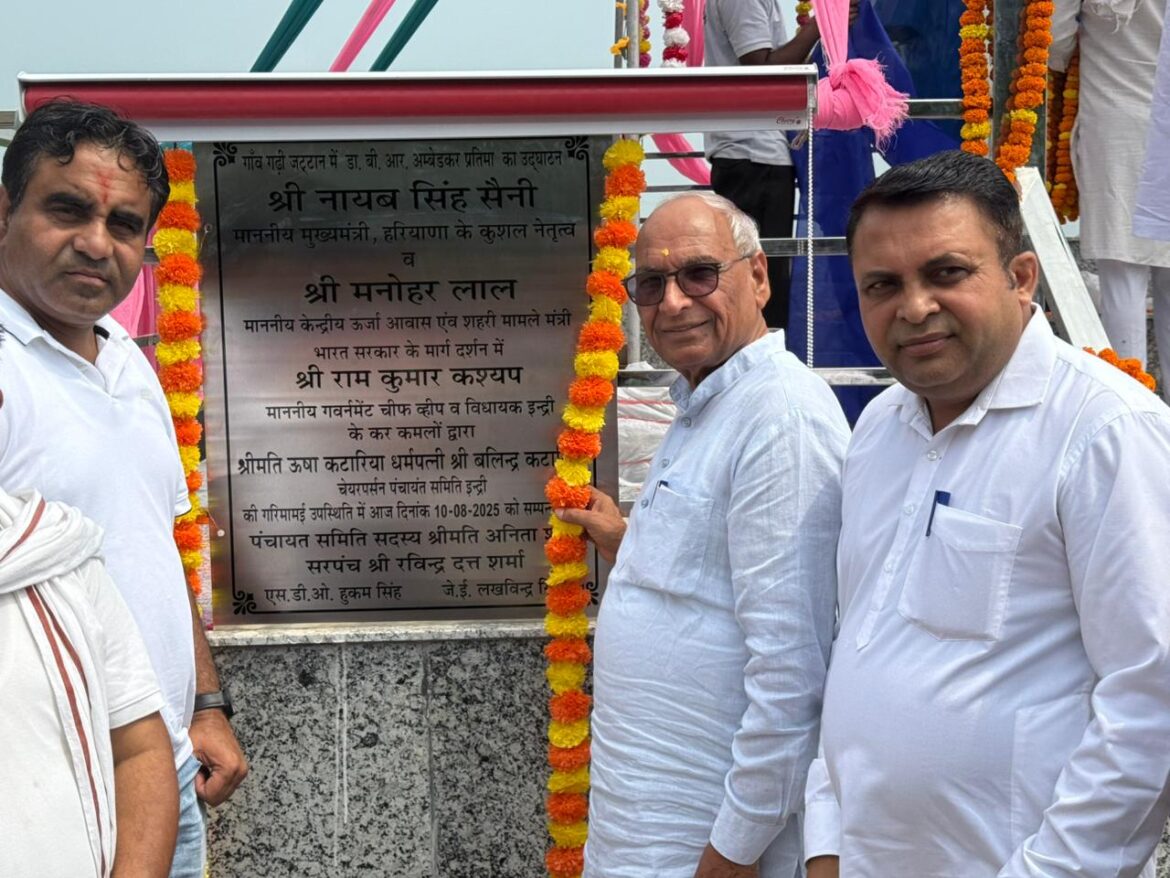 गाँव गढ़ी जट्टान में डा. बी. आर. अम्बेडकर प्रतिमा का उद्घाटन
श्री नायब सिंह सैनी
माननीय मुख्यमंत्री, हरियाणा के कुशल नेतृत्व
व
श्री मनोहर लाल
माननीय केन्द्रीय ऊर्जा आवास एंव शहरी मामले मंत्री
भारत सरकार के मार्ग दर्शन में
श्री राम कुमार कश्यप
माननीय गवर्नमेंट चीफ व्हीप व विधायक इन्द्री
के कर कमलों द्वारा
श्रीमति ऊषा कटारिया धर्मपत्नी श्री बलिन्द्र
चेयरपर्सन पंचायत समिति इन्द्री
की गरिमामई उपस्थिति में आज दिनांक 10-08-2025 को
पंचायत समिति सदस्य श्रीमति अनिता
सरपंच श्री रविन्द्र दत्त शर्मा
एस.डी.ओ. हुकम सिंह जे.ई. लखविन्द्र